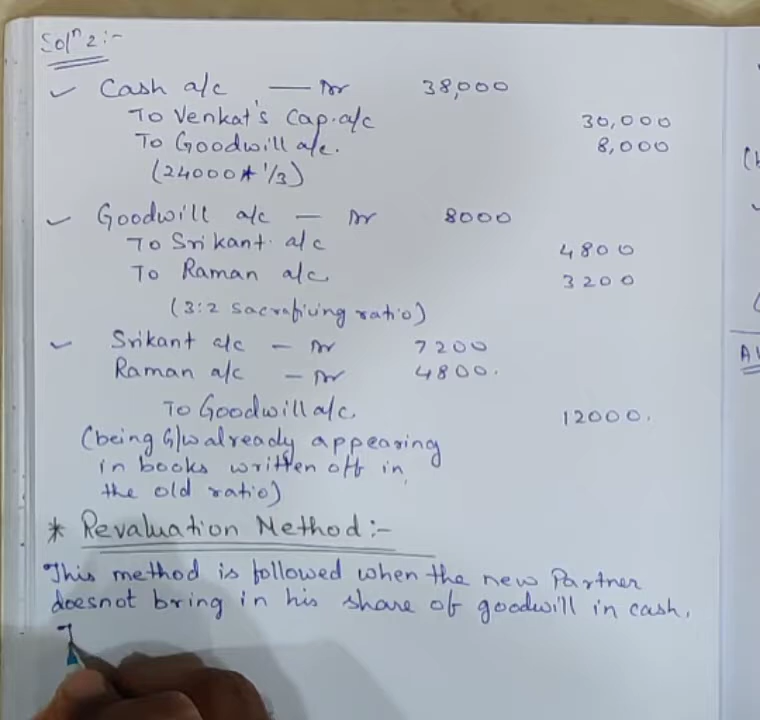 Solⁿ 2:-
✓ Cash a/c — Dr 38,000
To Venkat's Cap. a/c 30,000
To Goodwill a/c. 8,000
(24000 * 1/3)
✓ Goodwill a/c — Dr 8000
To Srikant a/c 4800
To Raman a/c 3200
(3:2 sacrafiving ratio)
✓ Srikant a/c — Dr 7200
Raman a/c — Dr 4800.
To Goodwill a/c. 12000.
(being G/w already appearing
in books written off in
the old ratio)
* Revaluation Method :-
This method is followed when the new Partner
doesnot bring in his share of goodwill in cash.